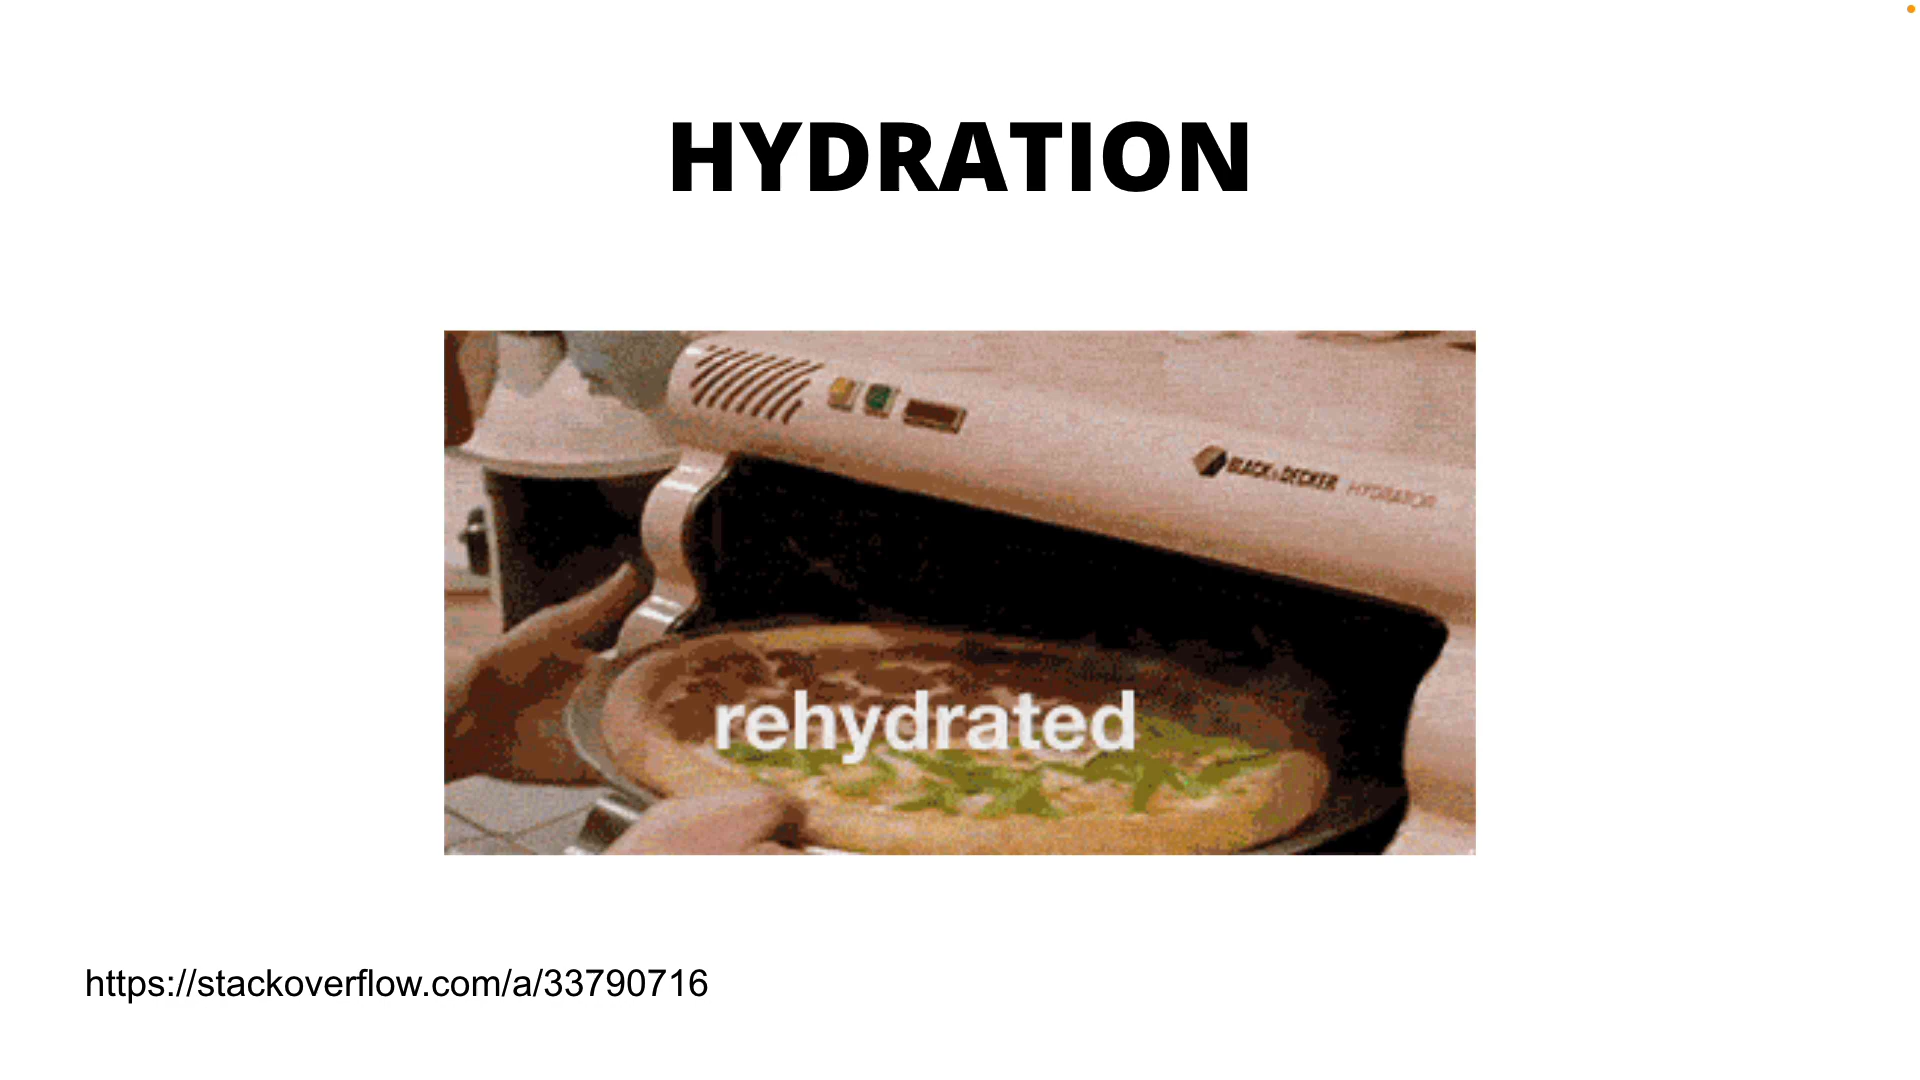 HYDRATION
BLACK & DECKER HYDRATOR
rehydrated
https://stackoverflow.com/a/33790716